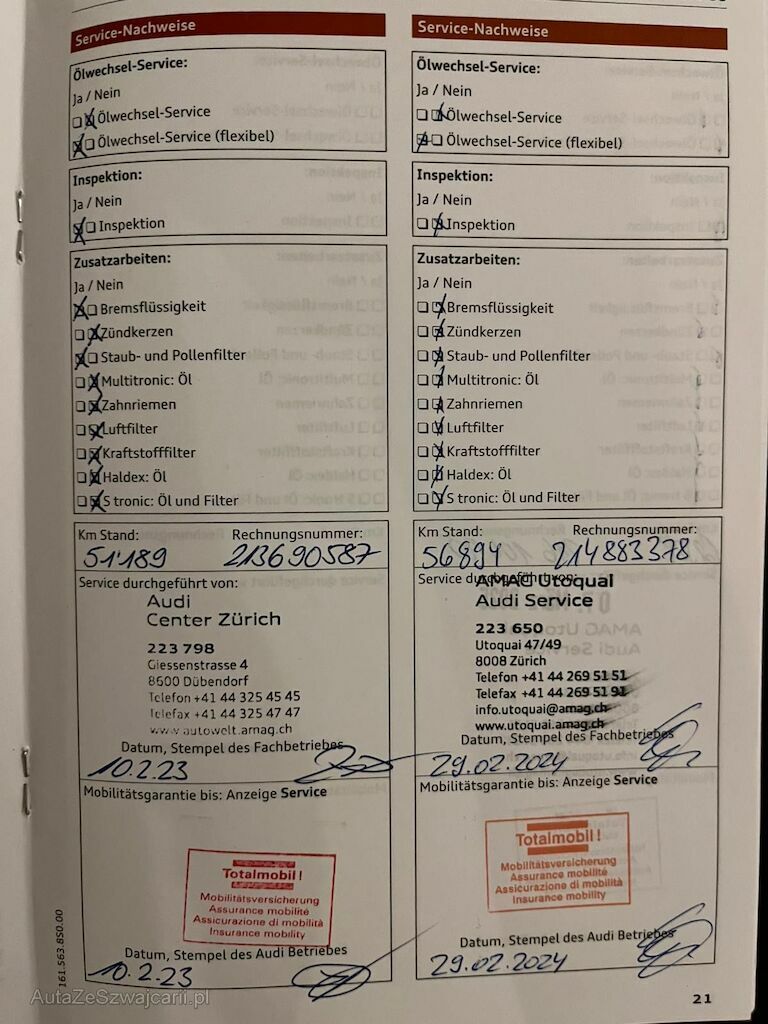 Service-Nachweise
Ölwechsel-Service:
Ja / Nein
Ölwechsel-Service
Ölwechsel-Service (flexibel)
Inspektion:
Ja / Nein
Inspektion
Zusatzarbeiten:
Ja / Nein
Bremsflüssigkeit
Zündkerzen
Staub- und Pollenfilter
Multitronic: Öl
Zahnriemen
Luftfilter
Kraftstofffilter
Haldex: Öl
S tronic: Öl und Filter
Km Stand: Rechnungsnummer:
51'189 213690587
Service durchgeführt von:
Audi
Center Zürich
223 798
Giessenstrasse 4
8600 Dübendorf
Telefon +41 44 325 45 45
Telefax +41 44 325 47 47
www.autowelt.amag.ch
Datum, Stempel des Fachbetriebes
10.2.23
Mobilitätsgarantie bis: Anzeige Service
Totalmobil!
Mobilitätsversicherung
Assurance mobilité
Assicurazione di mobilità
Insurance mobility
Datum, Stempel des Audi Betriebes
10.2.23
161.563.850.00
Service-Nachweise
Ölwechsel-Service:
Ja / Nein
Ölwechsel-Service
Ölwechsel-Service (flexibel)
Inspektion:
Ja / Nein
Inspektion
Zusatzarbeiten:
Ja / Nein
Bremsflüssigkeit
Zündkerzen
Staub- und Pollenfilter
Multitronic: Öl
Zahnriemen
Luftfilter
Kraftstofffilter
Haldex: Öl
S tronic: Öl und Filter
Km Stand: Rechnungsnummer:
56894 214883378
Service durchgeführt von:
AMAG Utoqual
Audi Service
223 650
Utoquai 47/49
8008 Zürich
Telefon +41 44 269 51 51
Telefax +41 44 269 51 91
info.utoquai@amag.ch
www.utoquai.amag.ch
Datum, Stempel des Fachbetriebes
29.02.2024
Mobilitätsgarantie bis: Anzeige Service
Totalmobil!
Mobilitätsversicherung
Assurance mobilité
Assicurazione di mobilità
Insurance mobility
Datum, Stempel des Audi Betriebes
29.02.2024
21
AutaZeSzwajcarii.pl